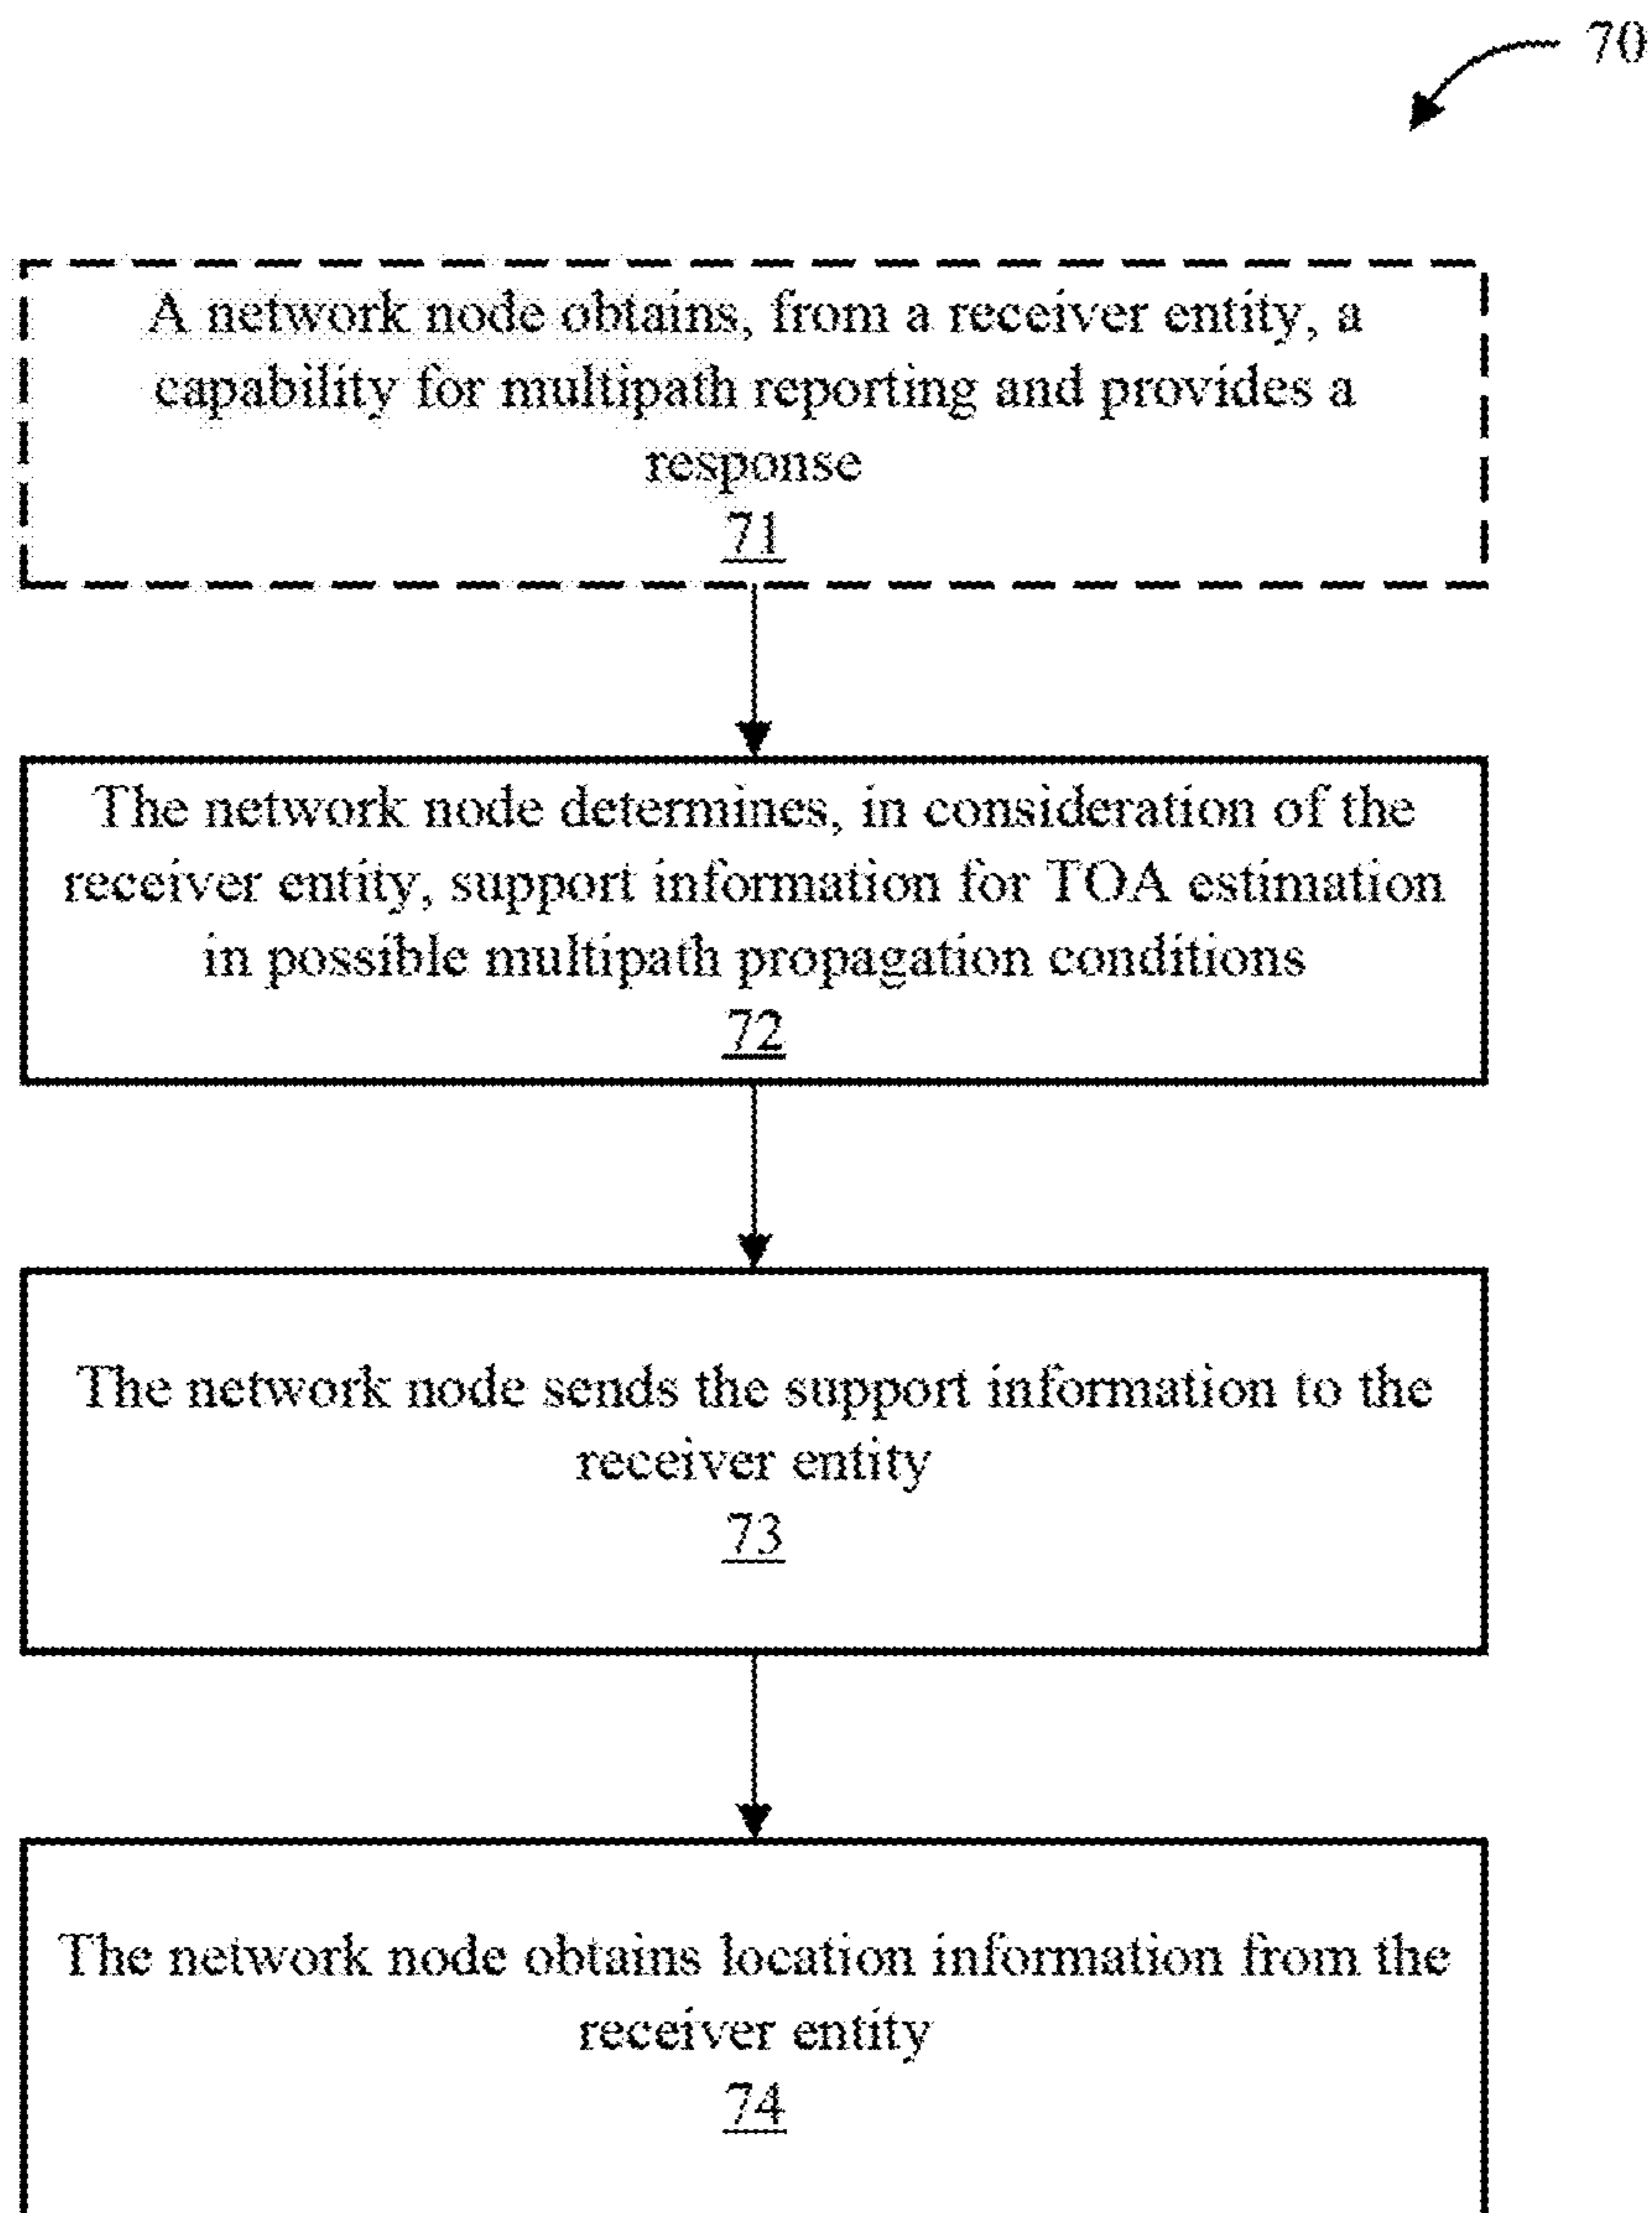 70
A network node obtains, from a receiver entity, a
capability for multipath reporting and provides a
response
71
The network node determines, in consideration of the
receiver entity, support information for TOA estimation
in possible multipath propagation conditions
72
The network node sends the support information to the
receiver entity
73
The network node obtains location information from the
receiver entity
74